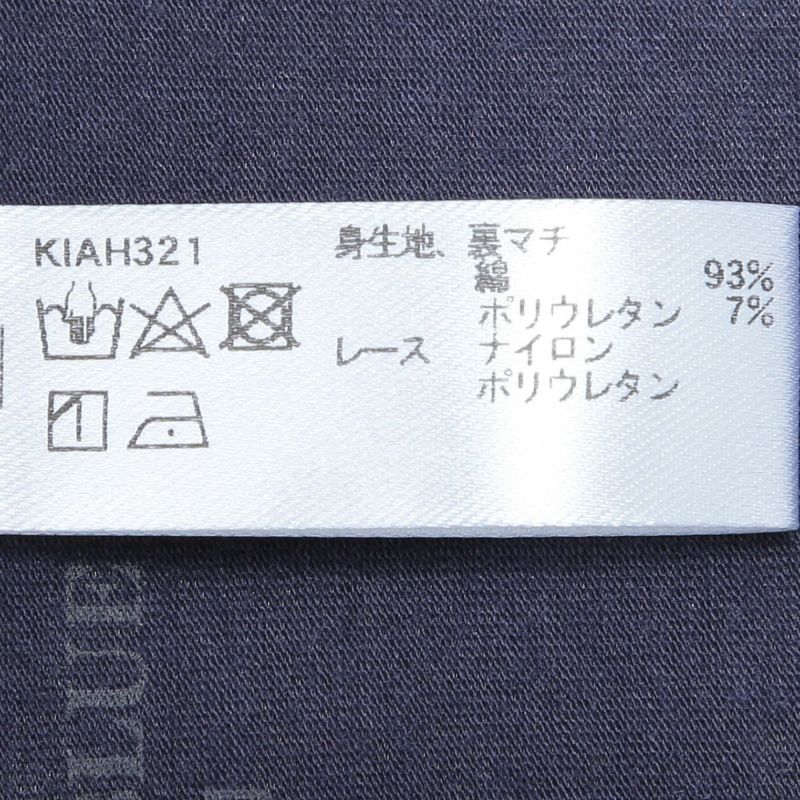 KIAH321
身生地、裏マチ
綿 93%
ポリウレタン 7%
レース ナイロン
ポリウレタン
BLUE